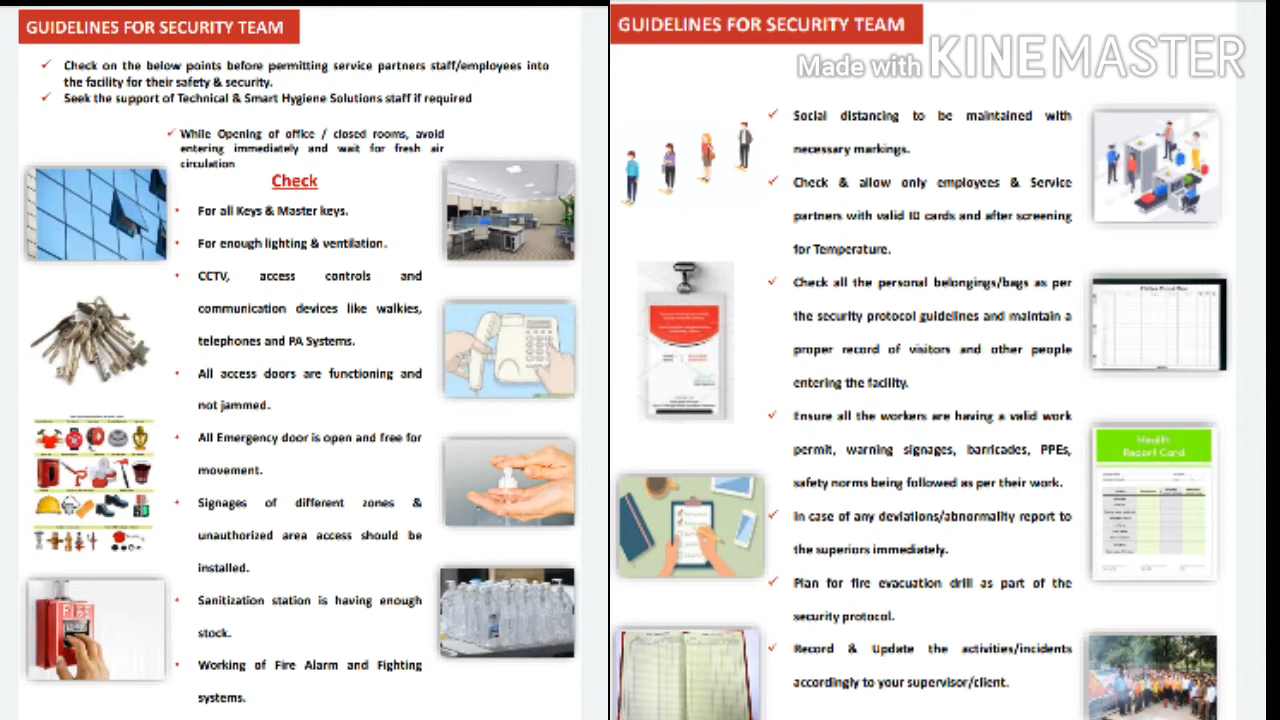 GUIDELINES FOR SECURITY TEAM
Check on the below points before permitting service partners staff/employees into
the facility for their safety & security.
Seek the support of Technical & Smart Hygiene Solutions staff if required
While Opening of office / closed rooms, avoid
entering immediately and wait for fresh air
circulation
Check
For all Keys & Master keys.
For enough lighting & ventilation.
CCTV, access controls and
communication devices like walkies,
telephones and PA Systems.
All access doors are functioning and
not jammed.
All Emergency door is open and free for
movement.
Signages of different zones &
unauthorized area access should be
installed.
Sanitization station is having enough
stock.
Working of Fire Alarm and Fighting
systems.
FIRE
GUIDELINES FOR SECURITY TEAM
Made with KINEMASTER
Social distancing to be maintained with
necessary markings.
Check & allow only employees & Service
partners with valid ID cards and after screening
for Temperature.
Check all the personal belongings/bags as per
the security protocol guidelines and maintain a
proper record of visitors and other people
entering the facility.
Ensure all the workers are having a valid work
permit, warning signages, barricades, PPEs,
safety norms being followed as per their work.
In case of any deviations/abnormality report to
the superiors immediately.
Plan for fire evacuation drill as part of the
security protocol.
Record & Update the activities/incidents
accordingly to your supervisor/client.
Health
Report Card